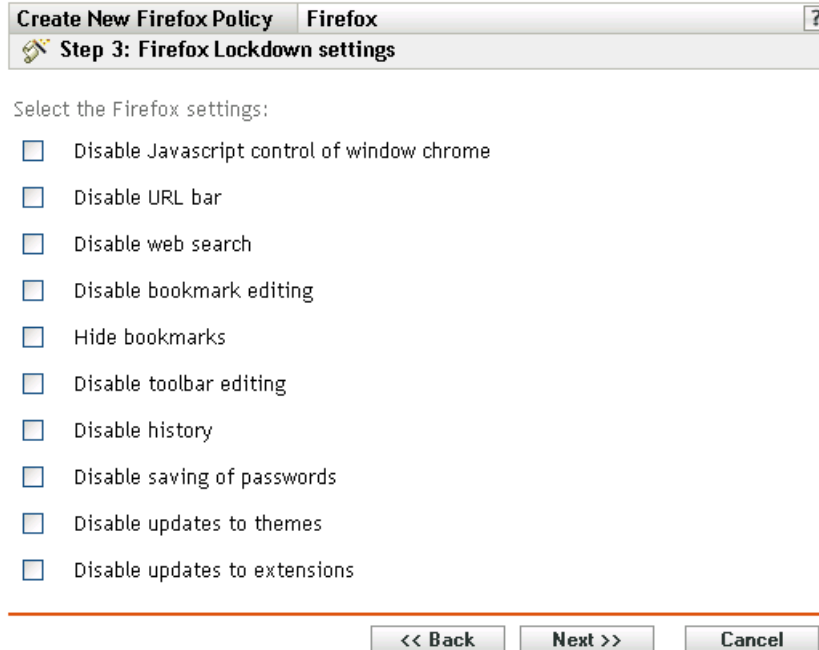 Create New Firefox Policy Firefox ?
Step 3: Firefox Lockdown settings
Select the Firefox settings:
Disable Javascript control of window chrome
Disable URL bar
Disable web search
Disable bookmark editing
Hide bookmarks
Disable toolbar editing
Disable history
Disable saving of passwords
Disable updates to themes
Disable updates to extensions
<< Back Next >> Cancel